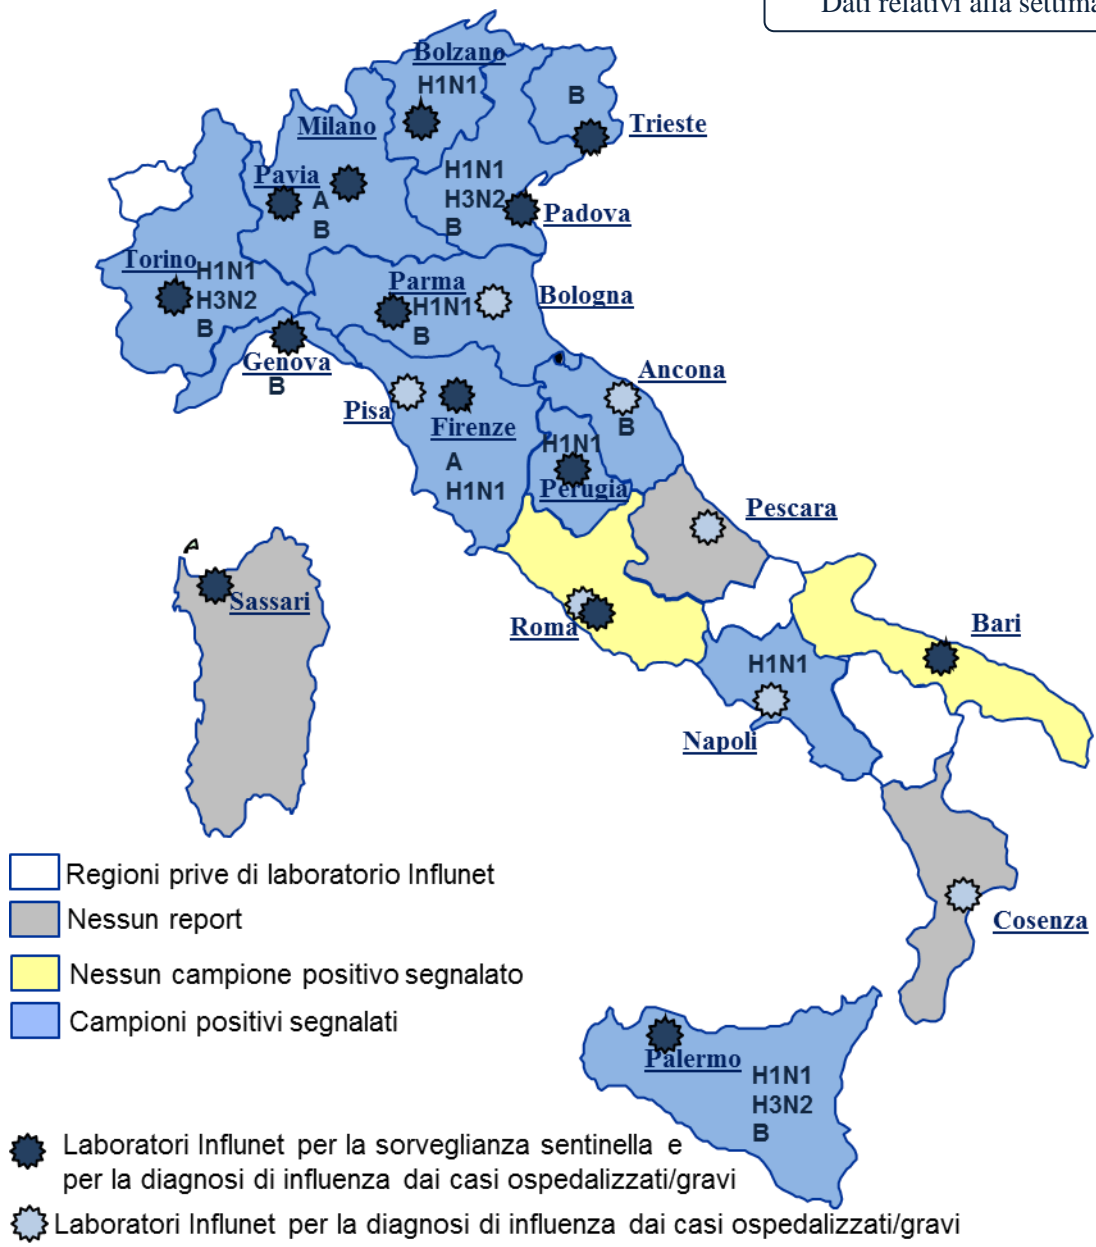 Dati relativi alla settima
Bolzano
H1N1
B
Milano
Trieste
H1N1
H3N2
B
Pavia
A
B
Padova
Torino
H1N1
H3N2
B
Parma
H1N1
B
Bologna
Genova
B
Ancona
B
Pisa
Firenze
A
H1N1
H1N1
Perugia
Pescara
A
Sassari
Roma
Bari
H1N1
Napoli
Regioni prive di laboratorio Influnet
Nessun report
Nessun campione positivo segnalato
Campioni positivi segnalati
Cosenza
Palermo
H1N1
H3N2
B
Laboratori Influnet per la sorveglianza sentinella e
per la diagnosi di influenza dai casi ospedalizzati/gravi
Laboratori Influnet per la diagnosi di influenza dai casi ospedalizzati/gravi